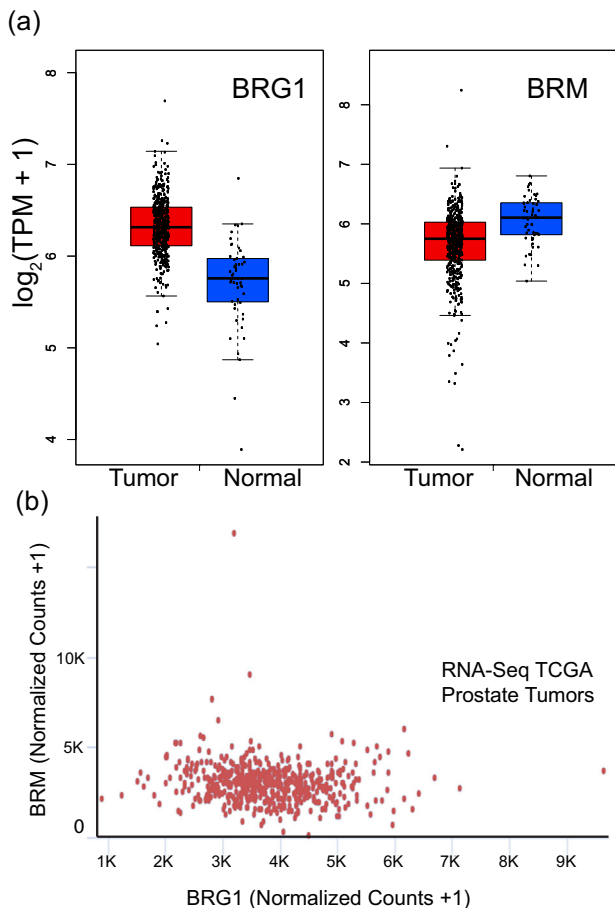 (a)
BRG1
BRM
log2(TPM + 1)
8
7
6
5
4
8
7
6
5
4
3
2
Tumor Normal
Tumor Normal
(b)
BRM (Normalized Counts +1)
10K
5K
0
RNA-Seq TCGA
Prostate Tumors
1K 2K 3K 4K 5K 6K 7K 8K 9K
BRG1 (Normalized Counts +1)